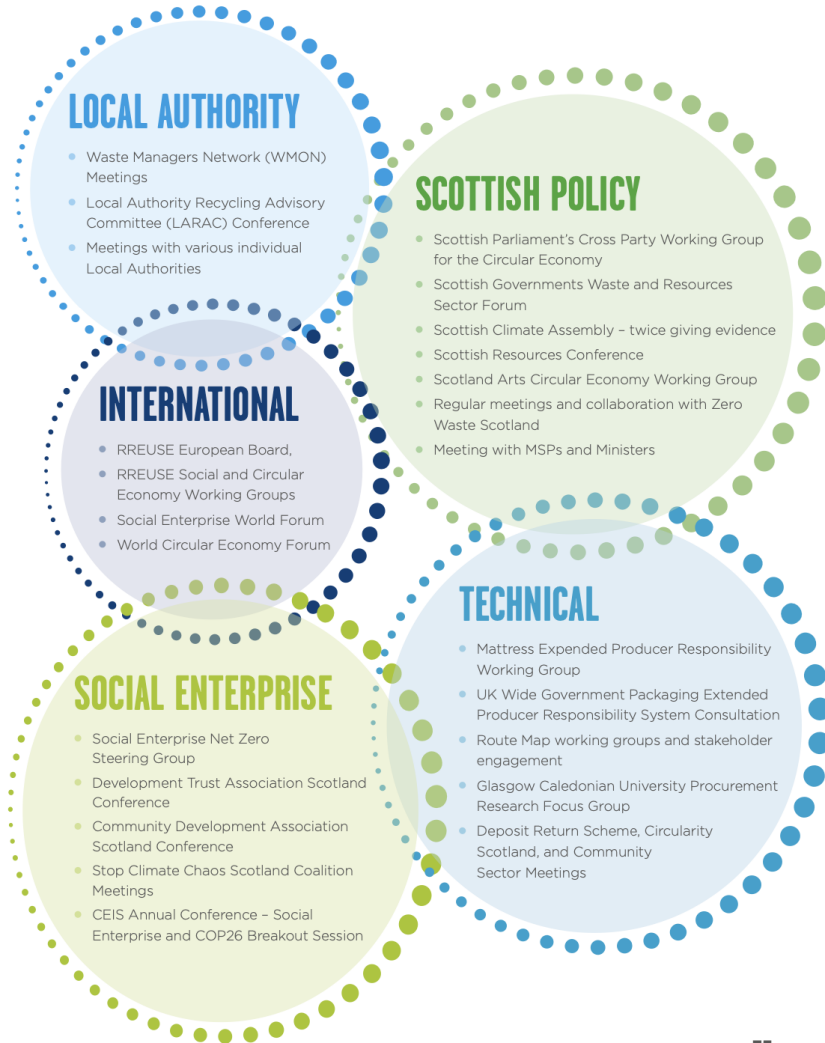 LOCAL AUTHORITY
Waste Managers Network (WMON)
Meetings
Local Authority Recycling Advisory
Committee (LARAC) Conference
Meetings with various individual
Local Authorities
SCOTTISH POLICY
Scottish Parliament's Cross Party Working Group
for the Circular Economy
Scottish Governments Waste and Resources
Sector Forum
Scottish Climate Assembly – twice giving evidence
Scottish Resources Conference
Scotland Arts Circular Economy Working Group
Regular meetings and collaboration with Zero
Waste Scotland
Meeting with MSPs and Ministers
INTERNATIONAL
RREUSE European Board,
RREUSE Social and Circular
Economy Working Groups
Social Enterprise World Forum
World Circular Economy Forum
TECHNICAL
Mattress Expended Producer Responsibility
Working Group
UK Wide Government Packaging Extended
Producer Responsibility System Consultation
Route Map working groups and stakeholder
engagement
Glasgow Caledonian University Procurement
Research Focus Group
Deposit Return Scheme, Circularity
Scotland, and Community
Sector Meetings
SOCIAL ENTERPRISE
Social Enterprise Net Zero
Steering Group
Development Trust Association Scotland
Conference
Community Development Association
Scotland Conference
Stop Climate Chaos Scotland Coalition
Meetings
CEIS Annual Conference – Social
Enterprise and COP26 Breakout Session